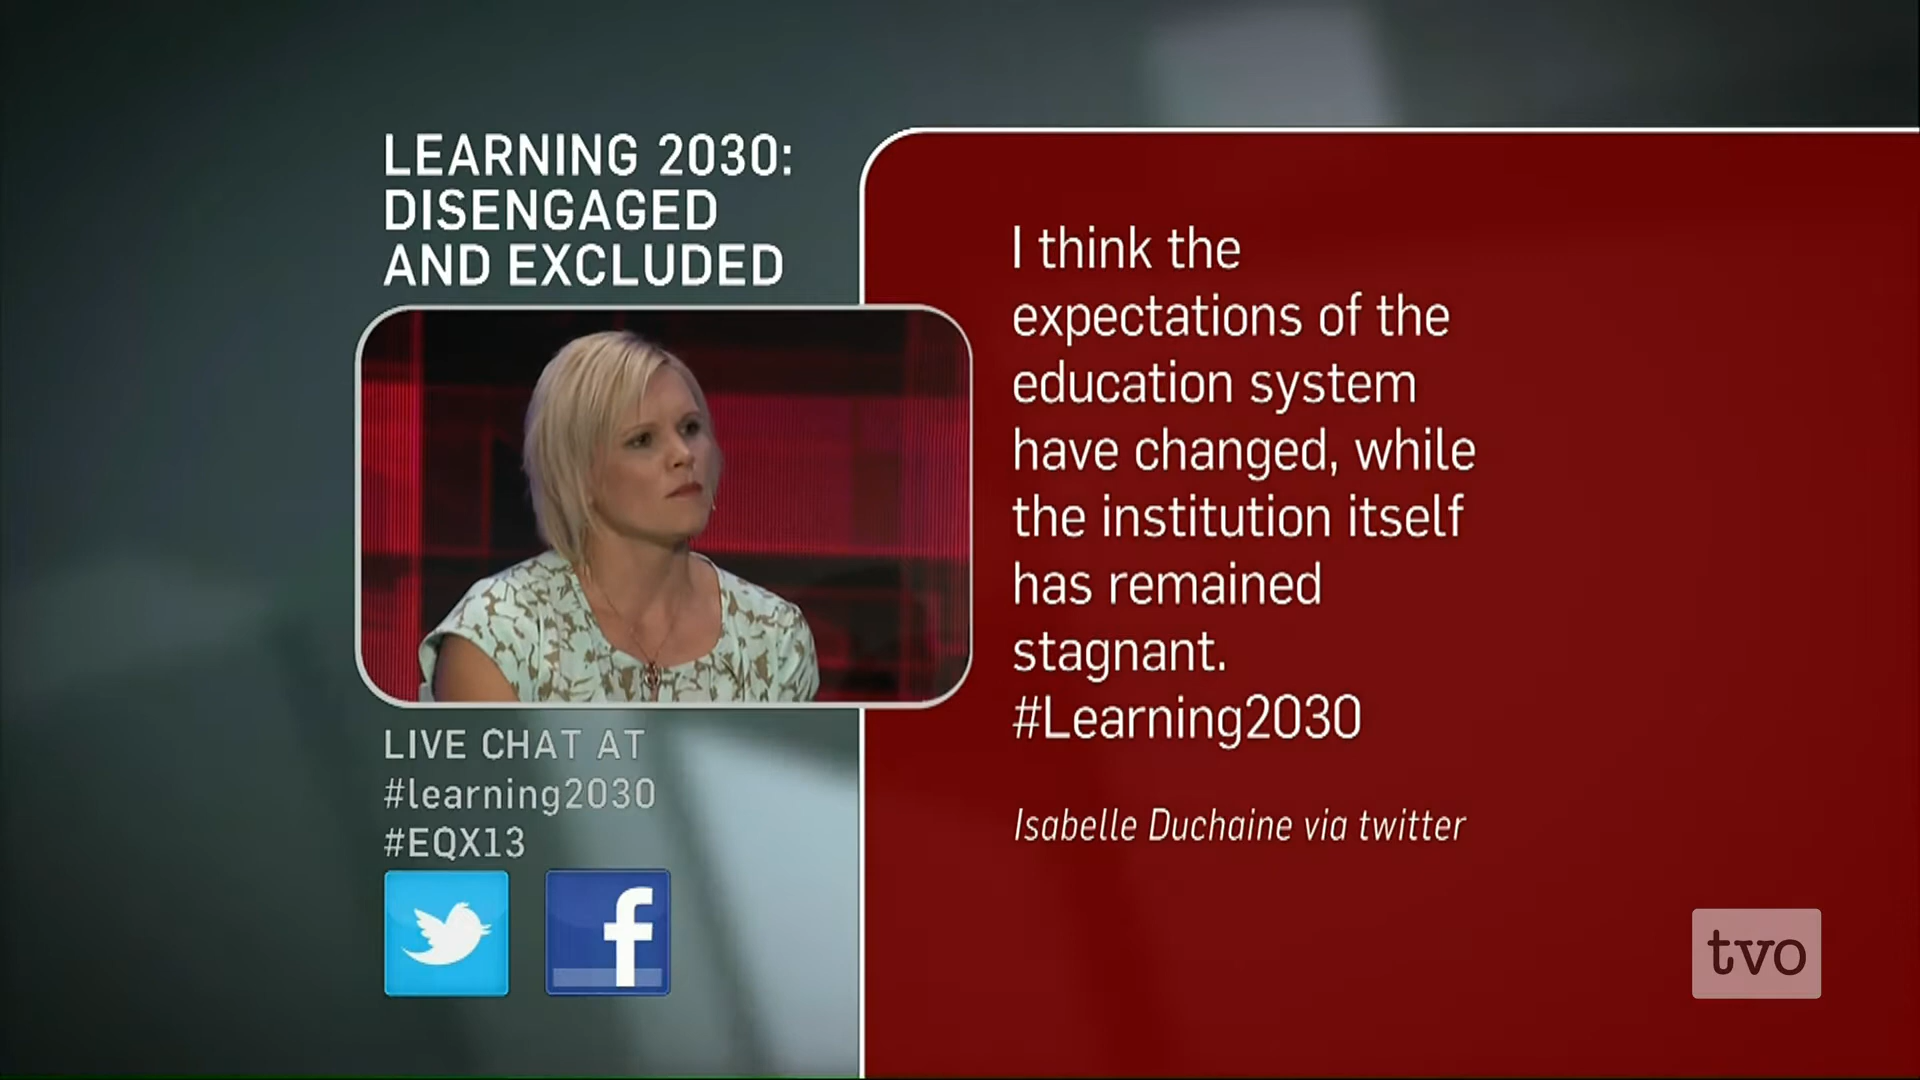 LEARNING 2030:
DISENGAGED
AND EXCLUDED
LIVE CHAT AT
#learning2030
#EQX13
I think the
expectations of the
education system
have changed, while
the institution itself
has remained
stagnant.
#Learning2030
Isabelle Duchaine via twitter
tvo